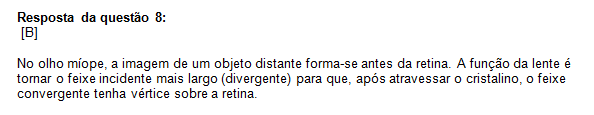 Resposta da questão 8:
[B]
No olho míope, a imagem de um objeto distante forma-se antes da retina. A função da lente é
tornar o feixe incidente mais largo (divergente) para que, após atravessar o cristalino, o feixe
convergente tenha vértice sobre a retina.